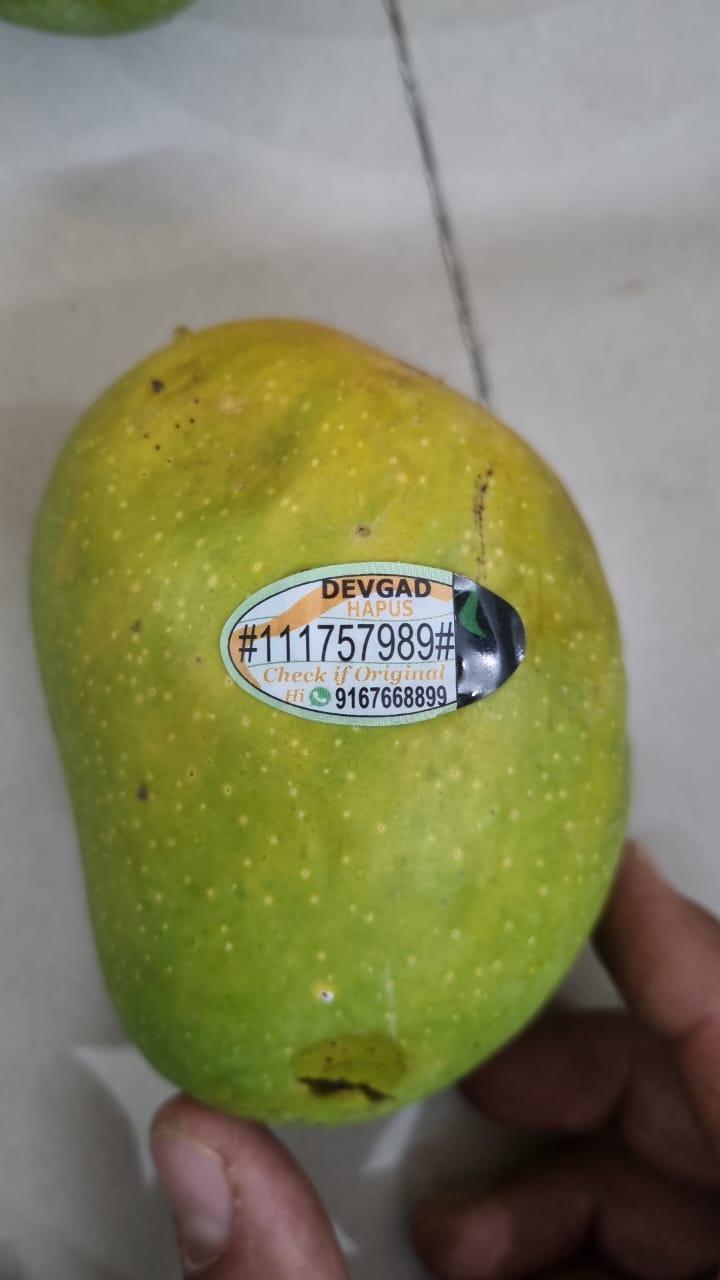 DEVGAD
HAPUS
#111757989#
Check if Original
Hi 9167668899